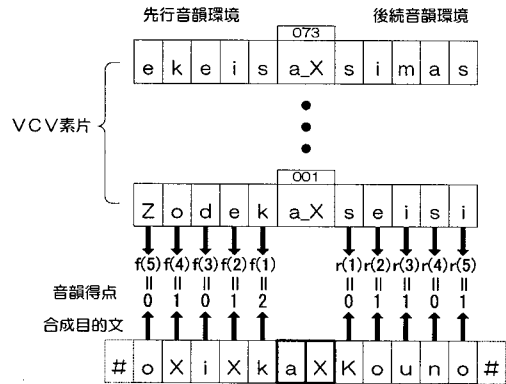 先行音韻環境 後続音韻環境
073
e k e i s a_X s i m a s
VCV素片
001
Z o d e k a_X s e i s i
f(5) f(4) f(3) f(2) f(1) r(1) r(2) r(3) r(4) r(5)
音韻得点 = = = = = = = = = =
0 1 0 1 2 0 1 1 0 1
合成目的文
# o X i X k a X K o u n o #